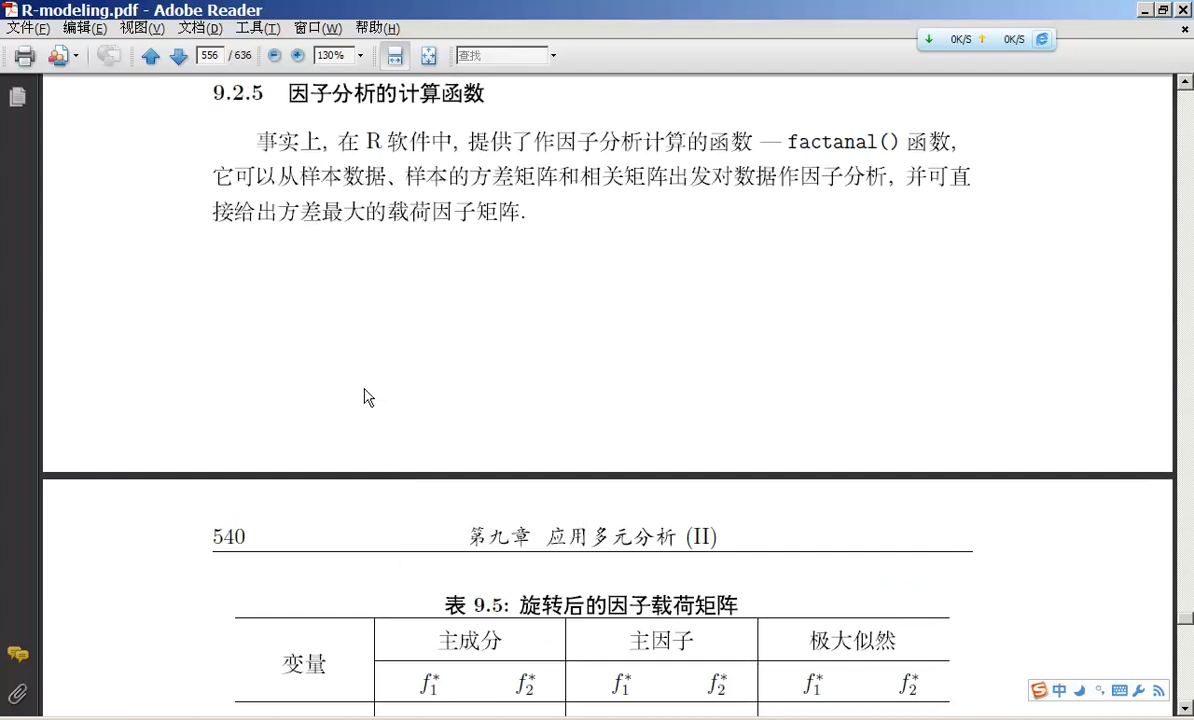 R-modeling.pdf - Adobe Reader
文件(F) 编辑(E) 视图(V) 文档(D) 工具(T) 窗口(W) 帮助(H)
556 / 636 130% 查找
0K/S 0K/S
9.2.5 因子分析的计算函数
事实上, 在 R 软件中, 提供了作因子分析计算的函数 — factanal() 函数,
它可以从样本数据、样本的方差矩阵和相关矩阵出发对数据作因子分析, 并可直
接给出方差最大的载荷因子矩阵.
540 第九章 应用多元分析 (II)
表 9.5: 旋转后的因子载荷矩阵
变量 主成分 主因子 极大似然
f₁* f₂* f₁* f₂* f₁* f₂*
中